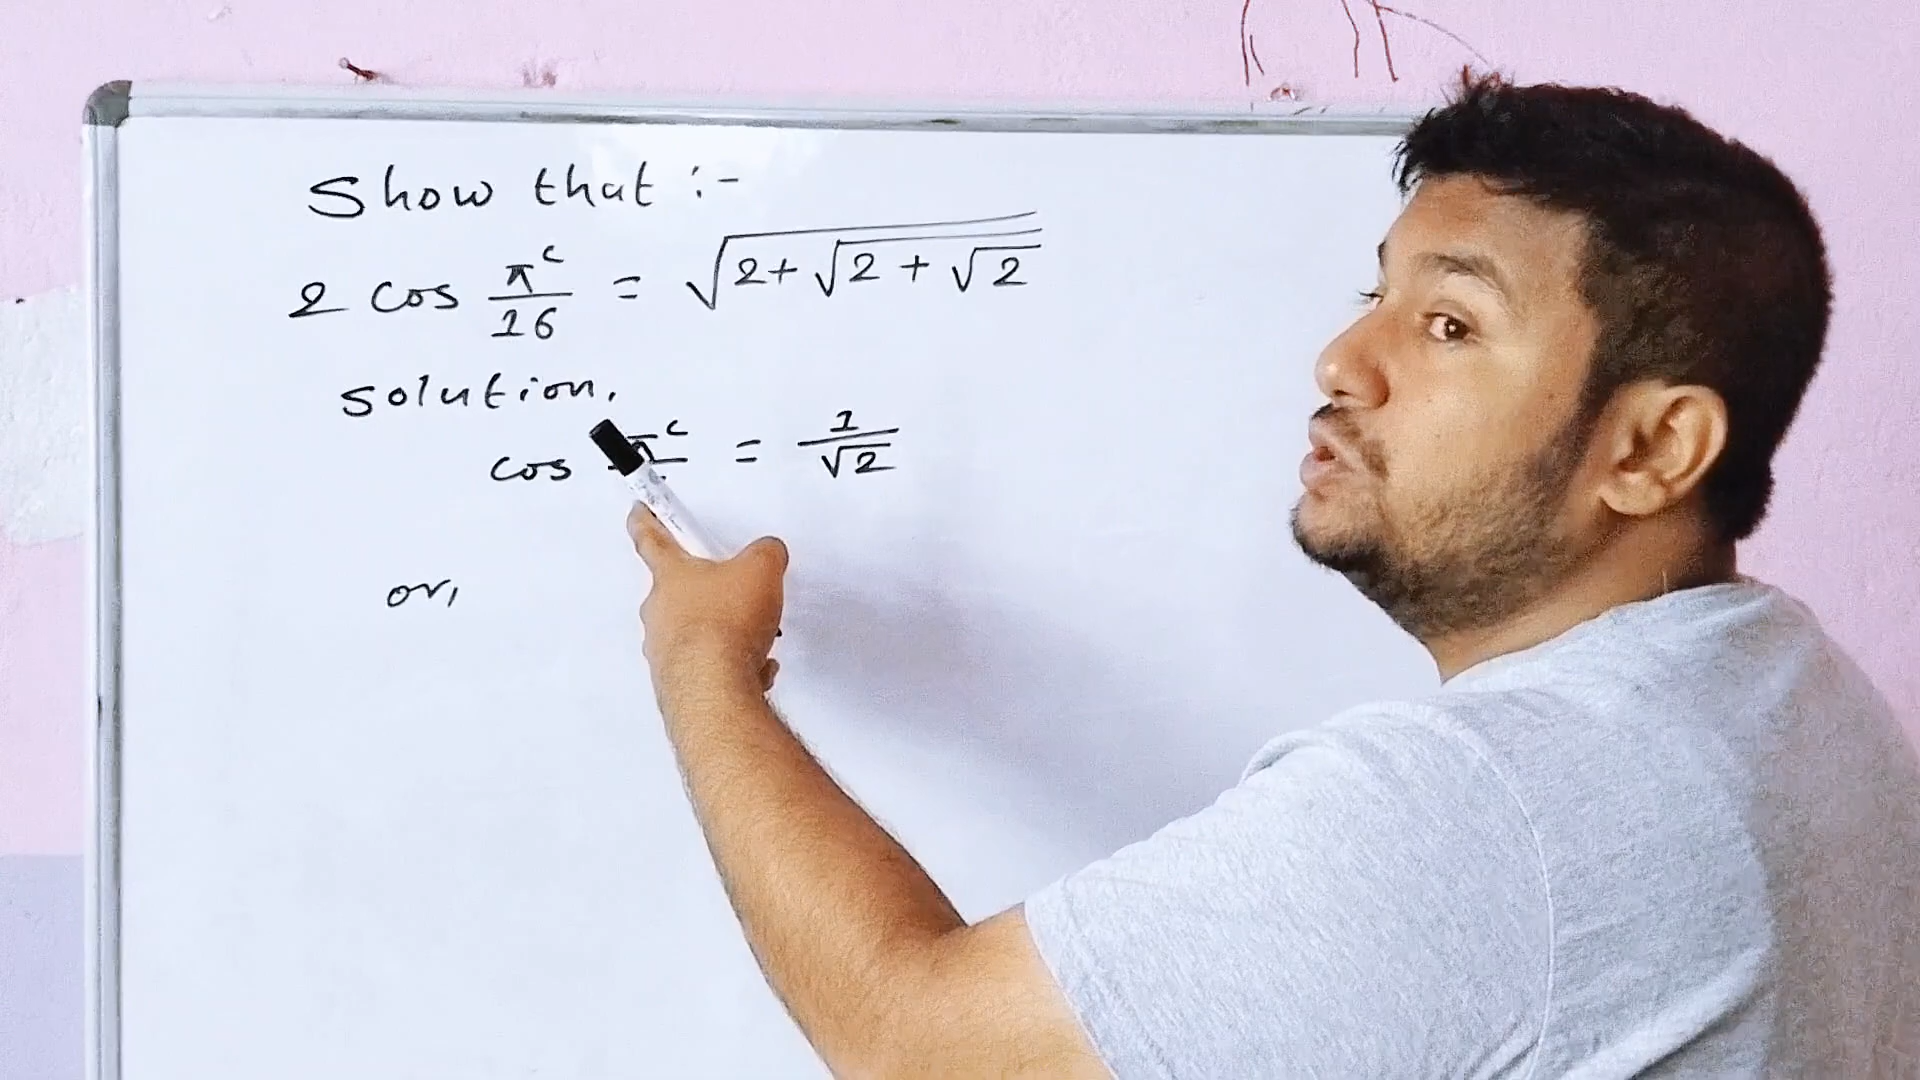 Show that :-
2 cos π^c/16 = √(2+√(2+√2))
solution.
cos π^c/ = 1/√2
or,